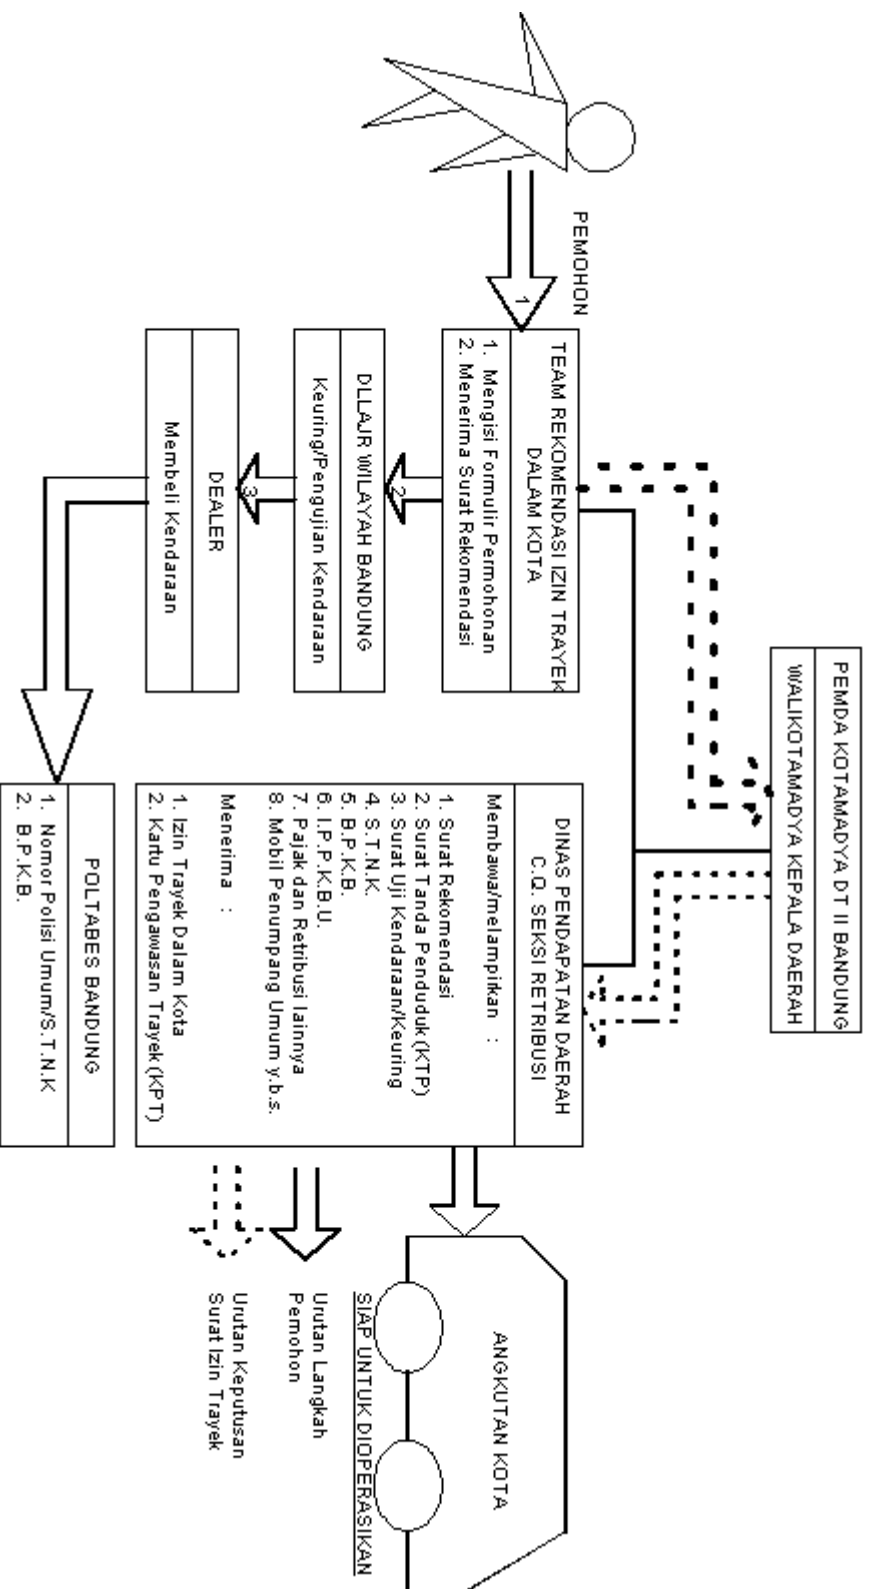 PEMDA KOTAMADYA DT II BANDUNG
WALIKOTAMADYA KEPALA DAERAH
PEMOHON
1
TEAM REKOMENDASI IZIN TRAYEK
DALAM KOTA
1. Mengisi Formulir Permohonan
2. Menerima Surat Rekomendasi
2
DLLAJR WILAYAH BANDUNG
Keuring/Pengujian Kendaraan
3
DEALER
Membeli Kendaraan
DINAS PENDAPATAN DAERAH
C.Q. SEKSI RETRIBUSI
Membawa/melampirkan :
1. Surat Rekomendasi
2. Surat Tanda Penduduk (KTP)
3. Surat Uji Kendaraan/Keuring
4. S.T.N.K.
5. B.P.K.B.
6. I.P.P.K.B.U.
7. Pajak dan Retribusi lainnya
8. Mobil Penumpang Umum y.b.s.
Menerima :
1. Izin Trayek Dalam Kota
2. Kartu Pengawasan Trayek (KPT)
POLTABES BANDUNG
1. Nomor Polisi Umum/S.T.N.K
2. B.P.K.B.
ANGKUTAN KOTA
SIAP UNTUK DIOPERASIKAN
Urutan Langkah
Pemohon
Urutan Keputusan
Surat Izin Trayek